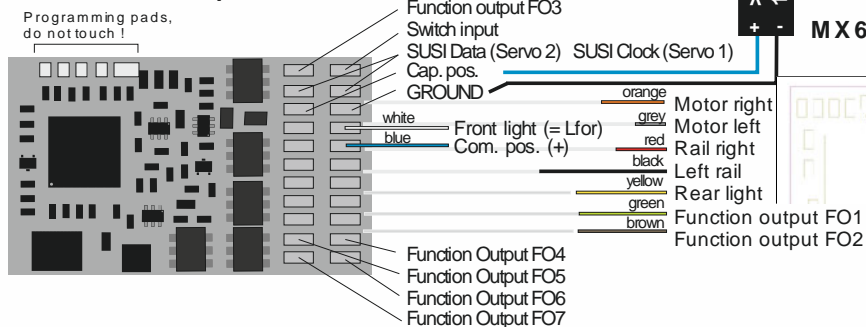 Programming pads,
do not touch !
Function output FO3
Switch input
SUSI Data (Servo 2) SUSI Clock (Servo 1)
Cap. pos.
GROUND
+ -
MX6
white
Front light (= Lfor)
blue
Com. pos. (+)
orange
Motor right
grey
Motor left
red
Rail right
black
Left rail
yellow
Rear light
green
Function output FO1
brown
Function output FO2
Function Output FO4
Function Output FO5
Function Output FO6
Function Output FO7